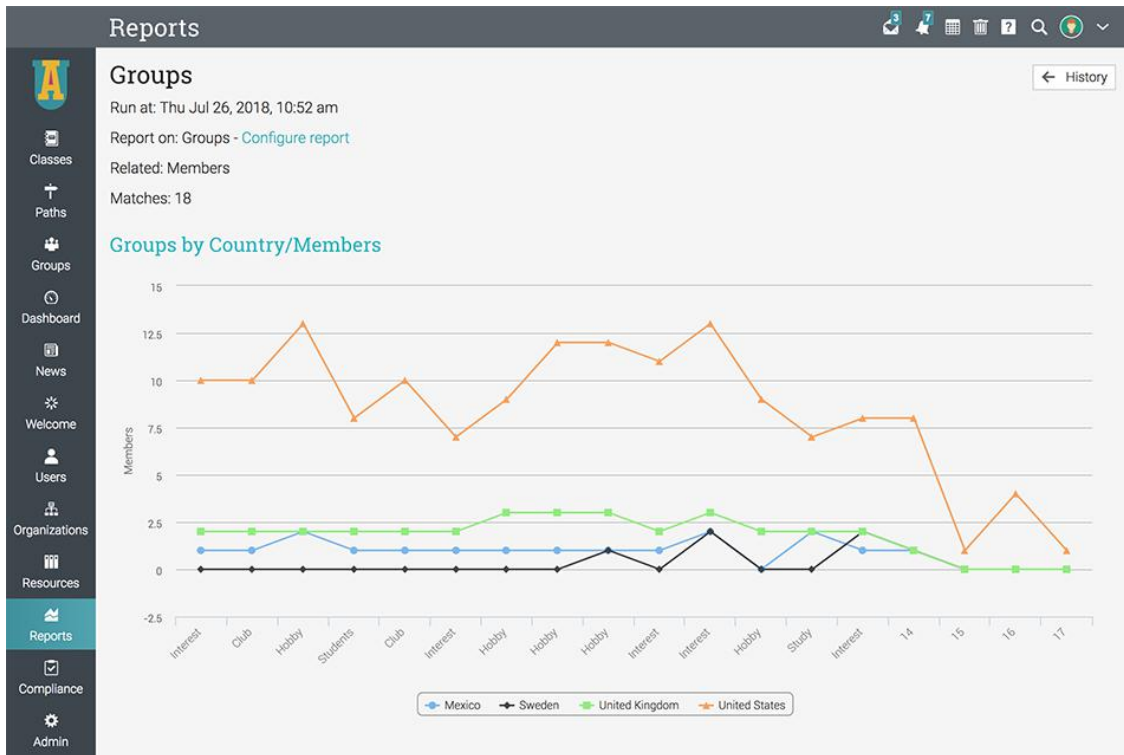 Reports
3
7
?
A
Classes
Paths
Groups
Dashboard
News
Welcome
Users
Organizations
Resources
Reports
Compliance
Admin
Groups
← History
Run at: Thu Jul 26, 2018, 10:52 am
Report on: Groups - Configure report
Related: Members
Matches: 18
Groups by Country/Members
Members
15
12.5
10
7.5
5
2.5
0
-2.5
Interest
Club
Hobby
Students
Club
Interest
Hobby
Hobby
Hobby
Interest
Interest
Hobby
Study
Interest
14
15
16
17
Mexico Sweden United Kingdom United States